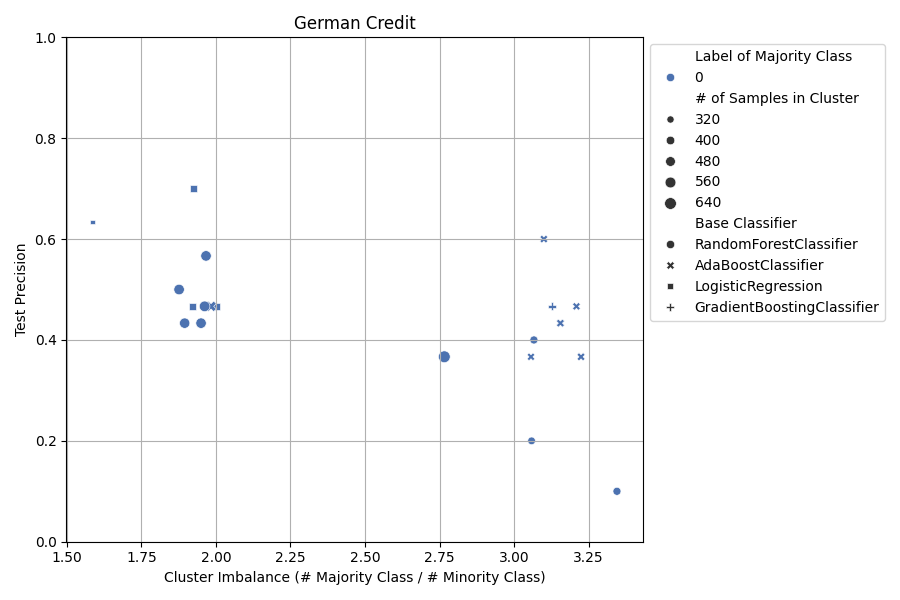 German Credit
1.0
0.8
0.6
0.4
0.2
0.0
Test Precision
1.50 1.75 2.00 2.25 2.50 2.75 3.00 3.25
Cluster Imbalance (# Majority Class / # Minority Class)
Label of Majority Class
0
# of Samples in Cluster
320
400
480
560
640
Base Classifier
RandomForestClassifier
AdaBoostClassifier
LogisticRegression
GradientBoostingClassifier